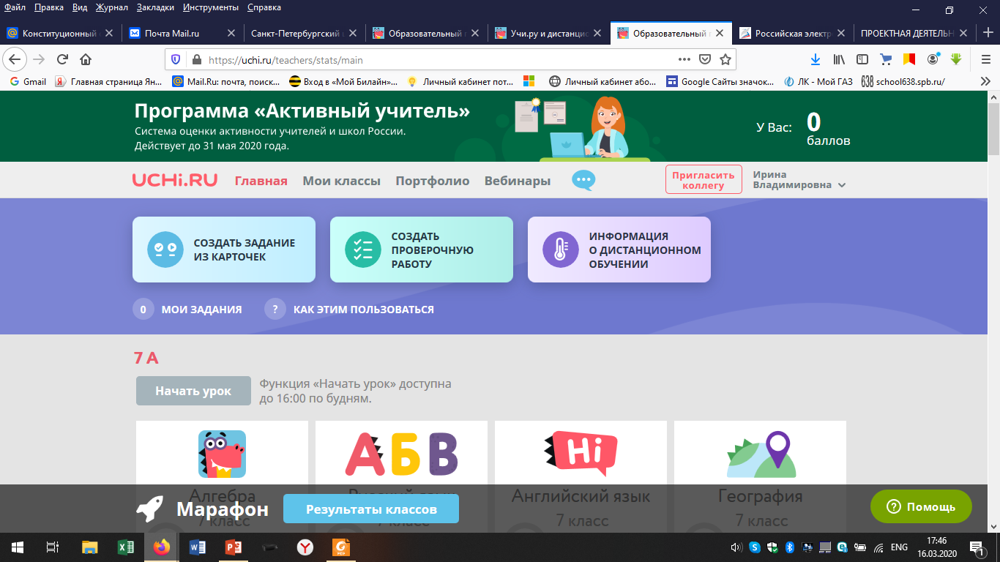 Файл Правка Вид Журнал Закладки Инструменты Справка
Конституционный
Почта Mail.ru
Санкт-Петербургский
Образовательный
Учи.ру и дистанци
Образовательный
Российская электр
ПРОЕКТНАЯ ДЕЯТЕЛЬН
https://uchi.ru/teachers/stats/main
Gmail
Главная страница Ян...
Mail.Ru: почта, поиск...
Вход в «Мой Билайн»...
Личный кабинет пот...
Личный кабинет або...
Google Сайты значок...
ЛК - Мой ГАЗ
school638.spb.ru/
Программа «Активный учитель»
Система оценки активности учителей и школ России.
Действует до 31 мая 2020 года.
У Вас: 0
баллов
UCHi.RU Главная Мои классы Портфолио Вебинары
Пригласить
коллегу
Ирина
Владимировна
СОЗДАТЬ ЗАДАНИЕ
ИЗ КАРТОЧЕК
СОЗДАТЬ
ПРОВЕРОЧНУЮ
РАБОТУ
ИНФОРМАЦИЯ
О ДИСТАНЦИОННОМ
ОБУЧЕНИИ
0 МОИ ЗАДАНИЯ ? КАК ЭТИМ ПОЛЬЗОВАТЬСЯ
7 А
Начать урок
Функция «Начать урок» доступна
до 16:00 по будням.
АБВ
Hi
Алгебра
7 класс
Русский язык
7 класс
Английский язык
7 класс
География
7 класс
Марафон
Результаты классов
? Помощь
ENG
17:46
16.03.2020
1